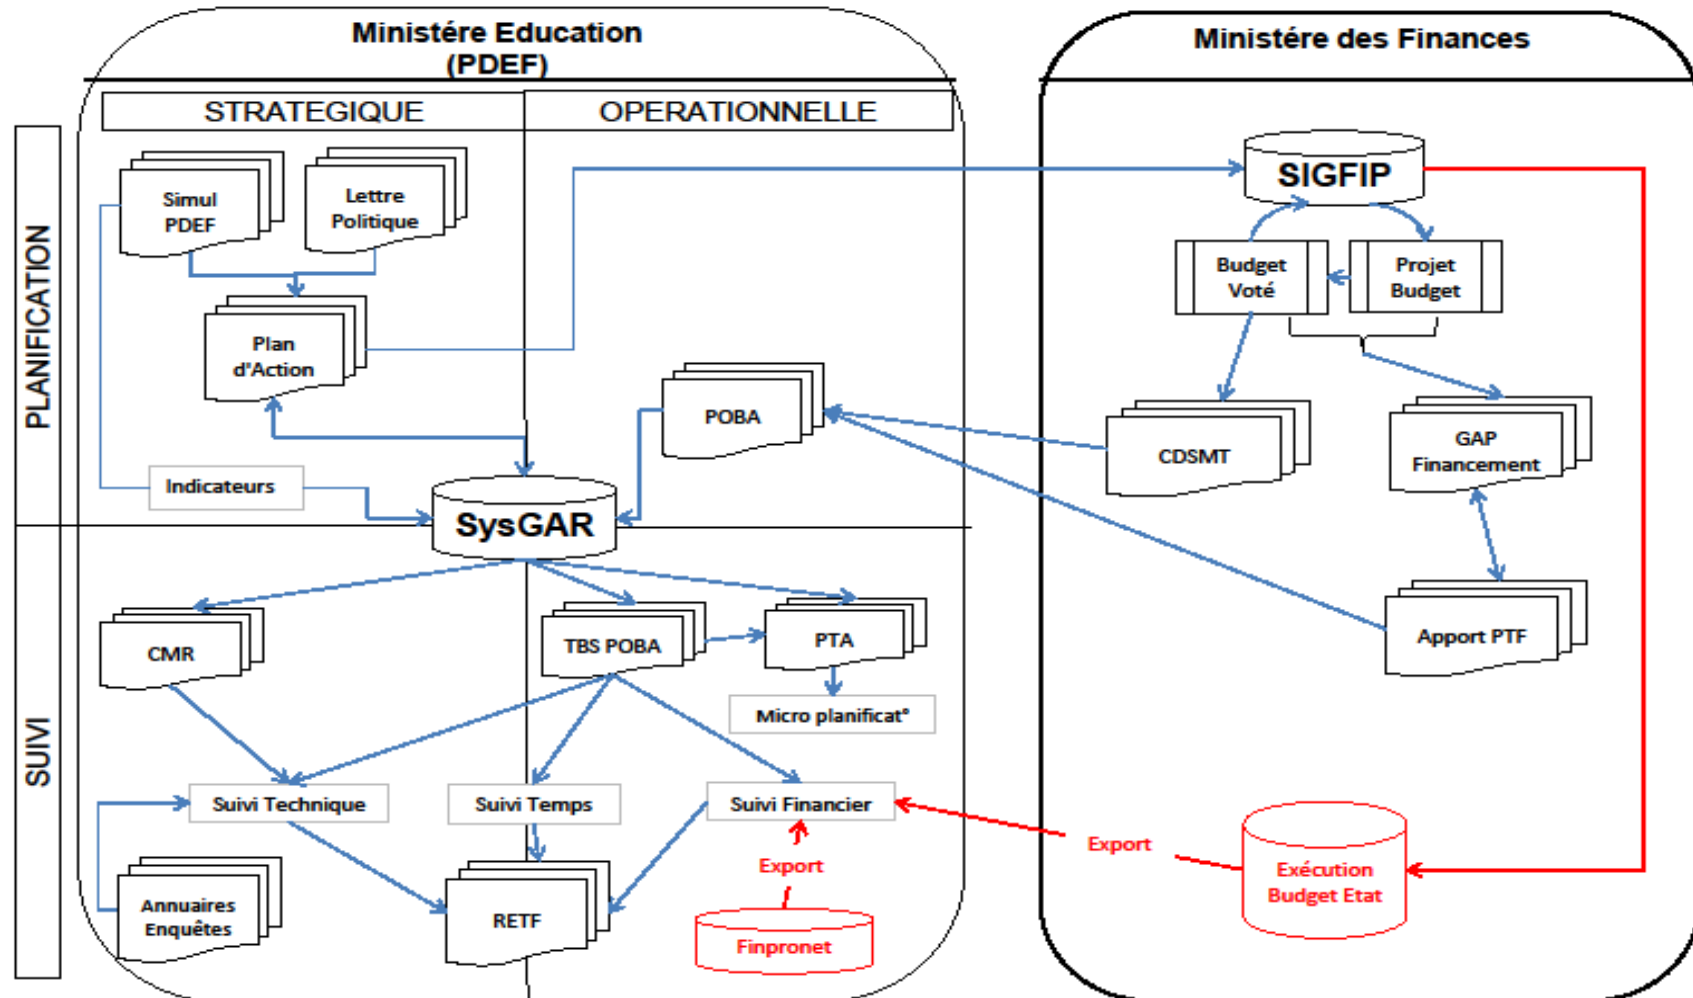 Ministére Education
(PDEF)
Ministére des Finances
STRATEGIQUE
OPERATIONNELLE
PLANIFICATION
Simul
PDEF
Lettre
Politique
SIGFIP
Budget
Voté
Projet
Budget
Plan
d'Action
POBA
CDSMT
GAP
Financement
Indicateurs
SysGAR
SUIVI
CMR
TBS POBA
PTA
Apport PTF
Micro planificat°
Suivi Technique
Suivi Temps
Suivi Financier
Export
Export
Exécution
Budget Etat
Annuaires
Enquêtes
RETF
Finpronet